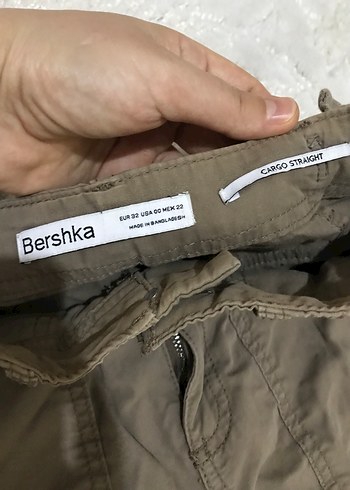 Bershka
EUR 32 USA 00 MEX 22
MADE IN BANGLADESH
CARGO STRAIGHT